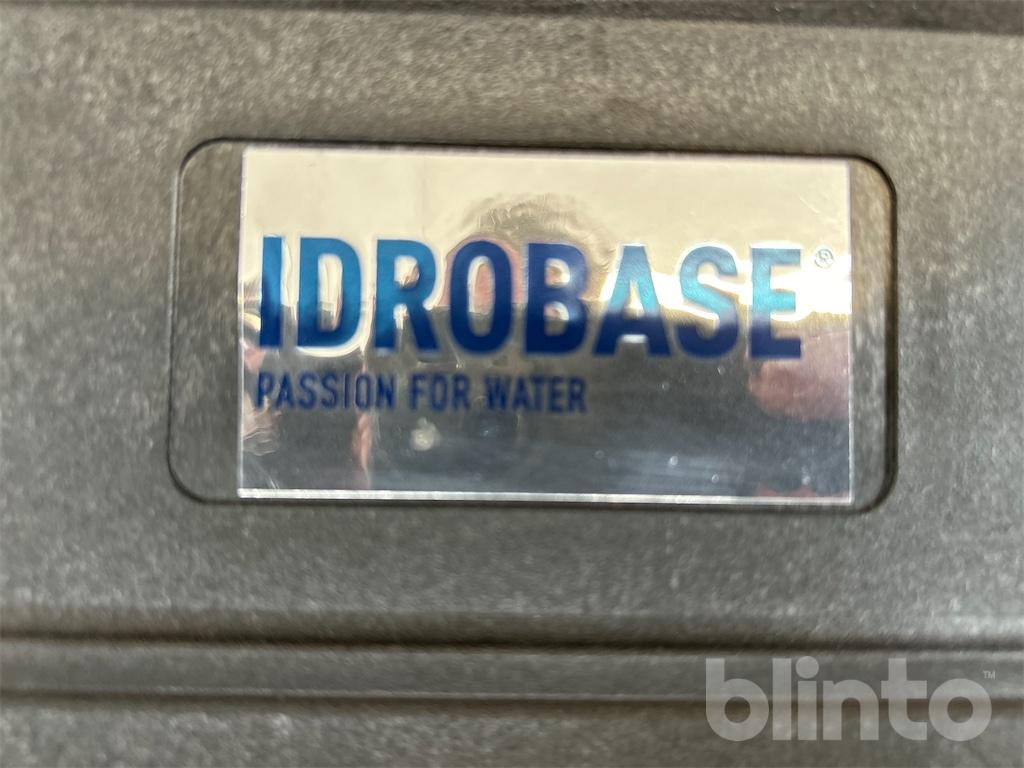 IDROBASE®
PASSION FOR WATER
blinto™